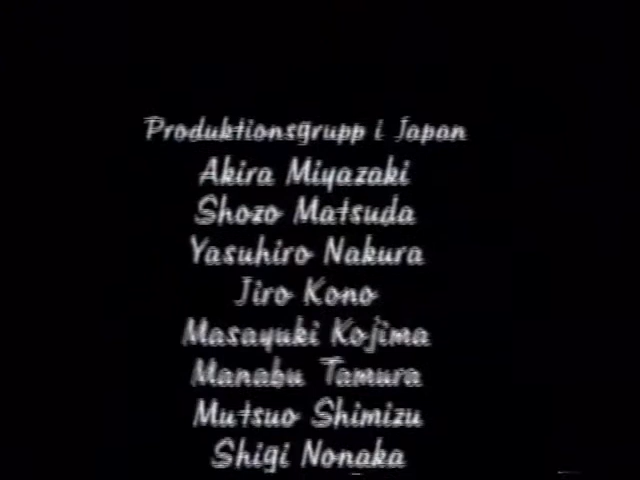 Produktionsgrupp i Japan
Akira Miyazaki
Shozo Matsuda
Yasuhiro Nakura
Jiro Kono
Masayuki Kojima
Manabu Tamura
Mutsuo Shimizu
Shigi Nonaka